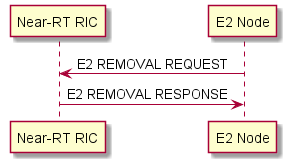 Near-RT RIC E2 Node
E2 REMOVAL REQUEST
E2 REMOVAL RESPONSE
Near-RT RIC E2 Node